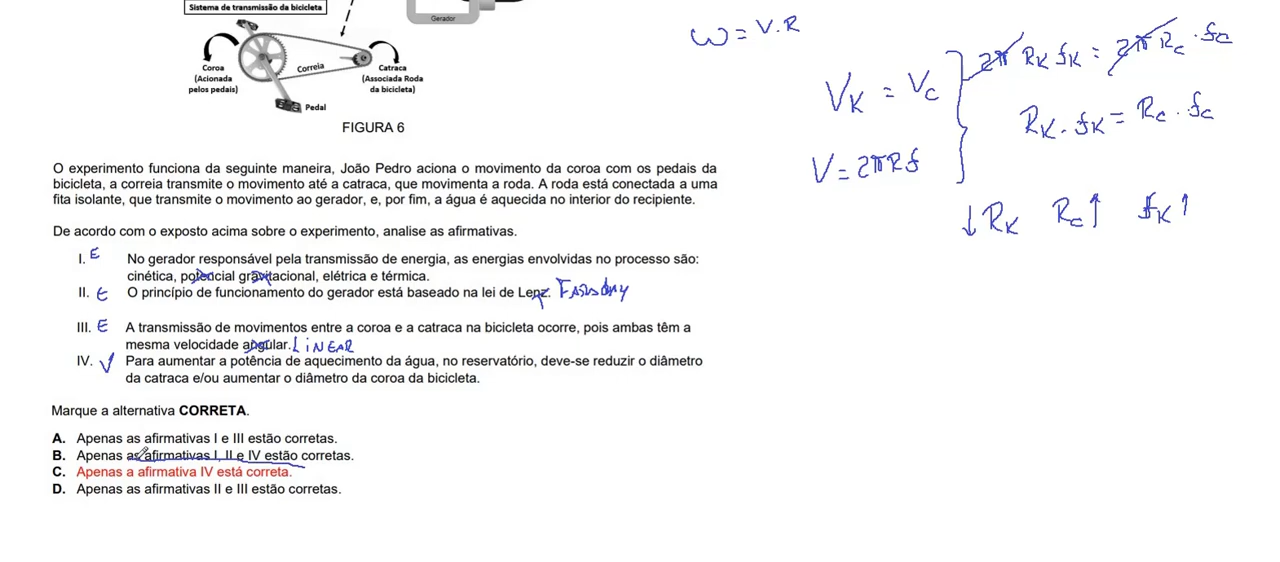 Sistema de transmissão da bicicleta
Gerador
Coroa
(Acionada
pelos pedais)
Correia
Catraca
(Associada Roda
da bicicleta)
Pedal
FIGURA 6
ω = V.R
VK = VC
V = 2πRf
2π RK fK = 2π RC . fC
RK . fK = RC . fC
↓RK RC↑ fK↑
O experimento funciona da seguinte maneira, João Pedro aciona o movimento da coroa com os pedais da
bicicleta, a correia transmite o movimento até a catraca, que movimenta a roda. A roda está conectada a uma
fita isolante, que transmite o movimento ao gerador, e, por fim, a água é aquecida no interior do recipiente.
De acordo com o exposto acima sobre o experimento, analise as afirmativas.
I. E No gerador responsável pela transmissão de energia, as energias envolvidas no processo são:
cinética, potencial gravitacional, elétrica e térmica.
II. E O princípio de funcionamento do gerador está baseado na lei de Lenz. FARADAY
III. E A transmissão de movimentos entre a coroa e a catraca na bicicleta ocorre, pois ambas têm a
mesma velocidade angular. LINEAR
IV. V Para aumentar a potência de aquecimento da água, no reservatório, deve-se reduzir o diâmetro
da catraca e/ou aumentar o diâmetro da coroa da bicicleta.
Marque a alternativa CORRETA.
A. Apenas as afirmativas I e III estão corretas.
B. Apenas as afirmativas I, II e IV estão corretas.
C. Apenas a afirmativa IV está correta.
D. Apenas as afirmativas II e III estão corretas.